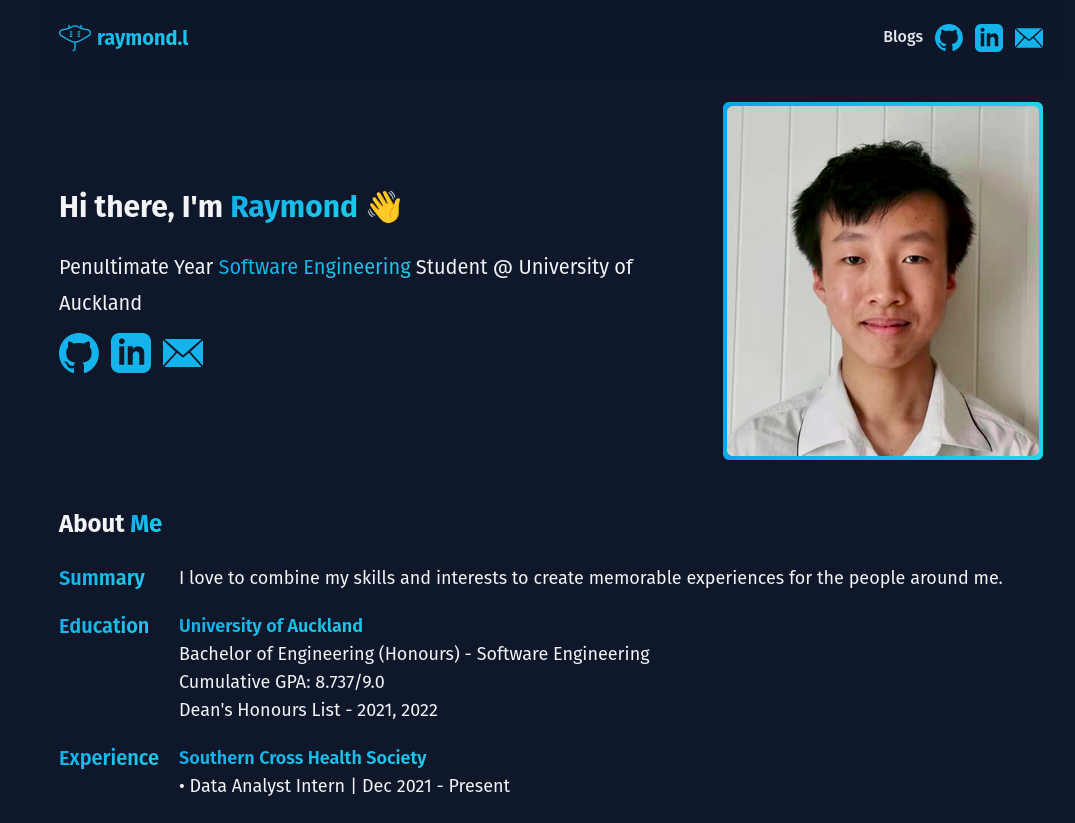 raymond.l
Blogs
Hi there, I'm Raymond 👋
Penultimate Year Software Engineering Student @ University of
Auckland
About Me
Summary
I love to combine my skills and interests to create memorable experiences for the people around me.
Education
University of Auckland
Bachelor of Engineering (Honours) - Software Engineering
Cumulative GPA: 8.737/9.0
Dean's Honours List - 2021, 2022
Experience
Southern Cross Health Society
• Data Analyst Intern | Dec 2021 - Present